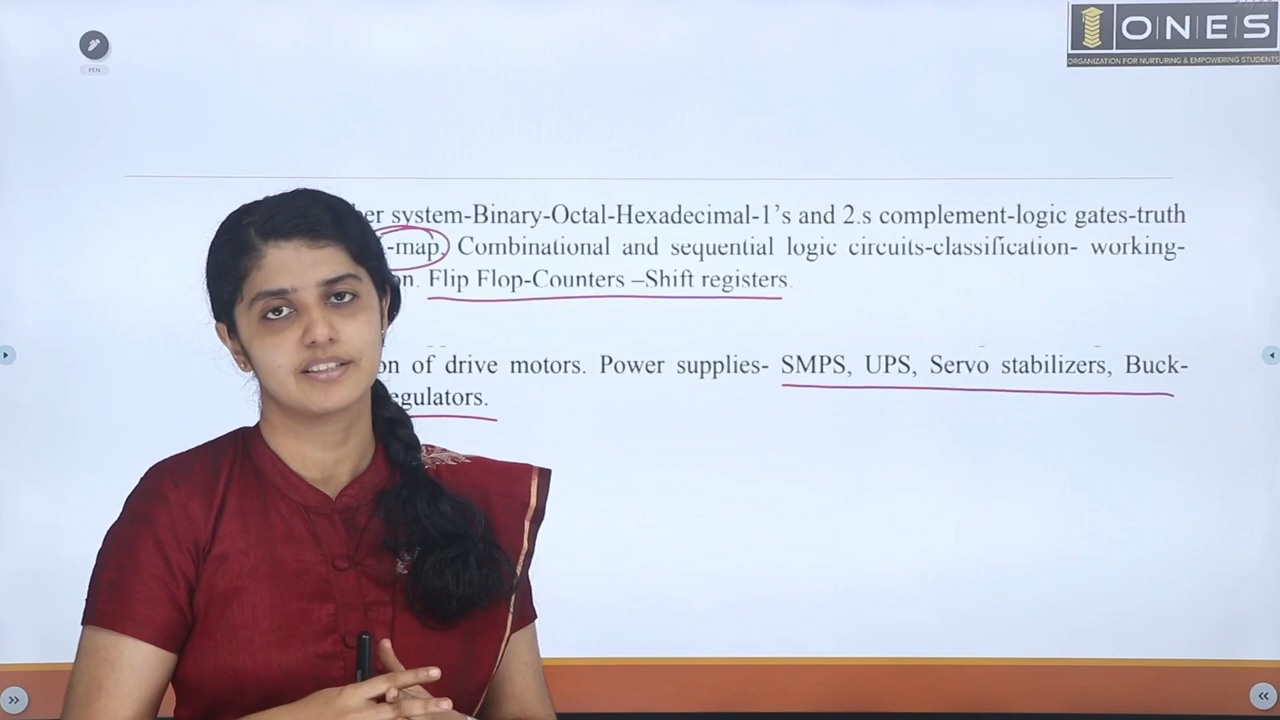 ONES
ORGANIZATION FOR NURTURING & EMPOWERING STUDENTS
PEN
system-Binary-Octal-Hexadecimal-1's and 2.s complement-logic gates-truth
-map. Combinational and sequential logic circuits-classification- working-
Flip Flop-Counters –Shift registers.
of drive motors. Power supplies- SMPS, UPS, Servo stabilizers, Buck-
egulators.